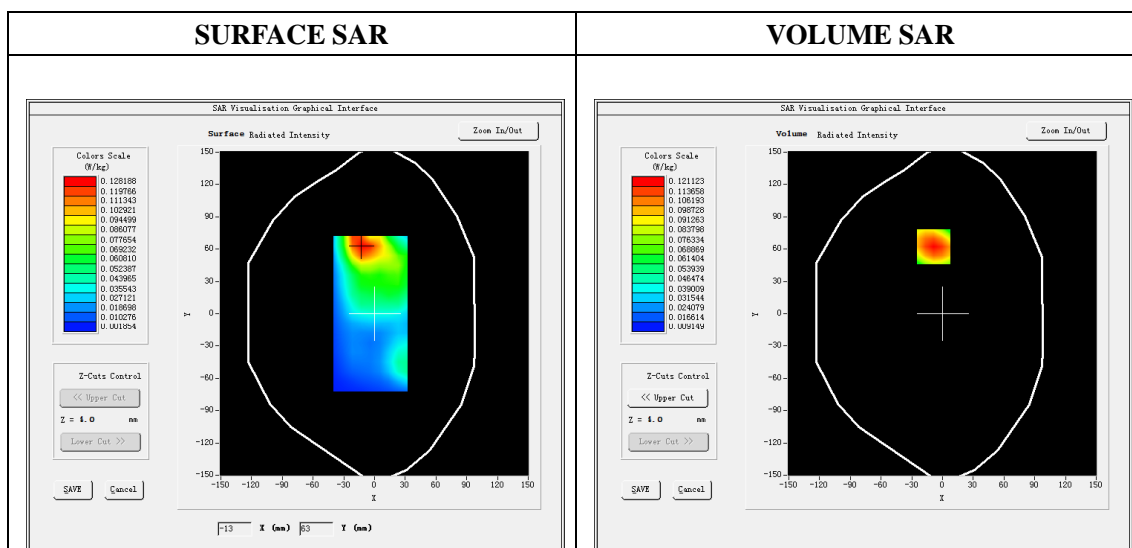 SURFACE SAR
VOLUME SAR
SAR Visualisation Graphical Interface
Surface Radiated Intensity
Zoom In/Out
Colors Scale
(W/kg)
0.128188
0.119766
0.111343
0.102921
0.094499
0.086077
0.077654
0.069232
0.060810
0.052387
0.043965
0.035543
0.027121
0.018698
0.010276
0.001854
Z-Cuts Control
<< Upper Cut
Z = 4.0 mm
Lower Cut >>
SAVE Cancel
150
120
90
60
30
0
-30
-60
-90
-120
-150
Y
-150 -120 -90 -60 -30 0 30 60 90 120 150
X
-13 X (mm) 63 Y (mm)
SAR Visualisation Graphical Interface
Volume Radiated Intensity
Zoom In/Out
Colors Scale
(W/kg)
0.121123
0.113658
0.106193
0.098728
0.091263
0.083798
0.076334
0.068869
0.061404
0.053939
0.046474
0.039009
0.031544
0.024079
0.016614
0.009149
Z-Cuts Control
<< Upper Cut
Z = 4.0 mm
Lower Cut >>
SAVE Cancel
150
120
90
60
30
0
-30
-60
-90
-120
-150
Y
-150 -120 -90 -60 -30 0 30 60 90 120 150
X